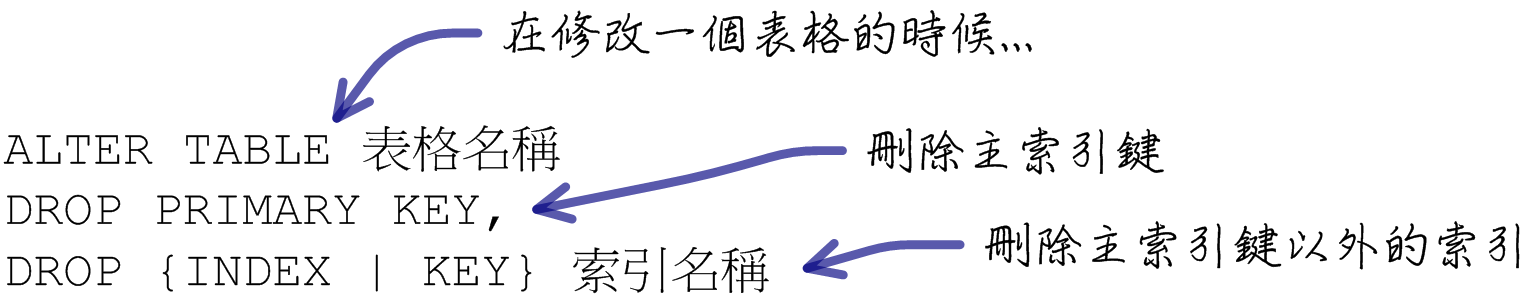 在修改一個表格的時候...
ALTER TABLE 表格名稱
刪除主索引鍵
DROP PRIMARY KEY,
刪除主索引鍵以外的索引
DROP {INDEX | KEY} 索引名稱